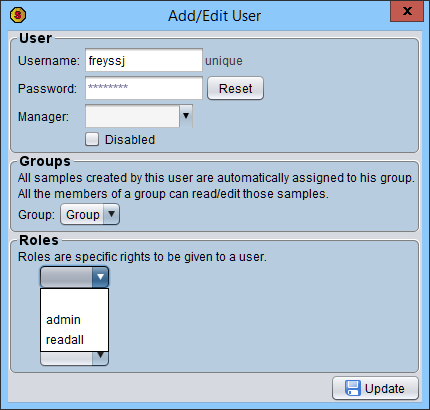 Add/Edit User
x
User
Username: freyssj unique
Password: ******** Reset
Manager:
Disabled
Groups
All samples created by this user are automatically assigned to his group.
All the members of a group can read/edit those samples.
Group: Group
Roles
Roles are specific rights to be given to a user.
admin
readall
Update